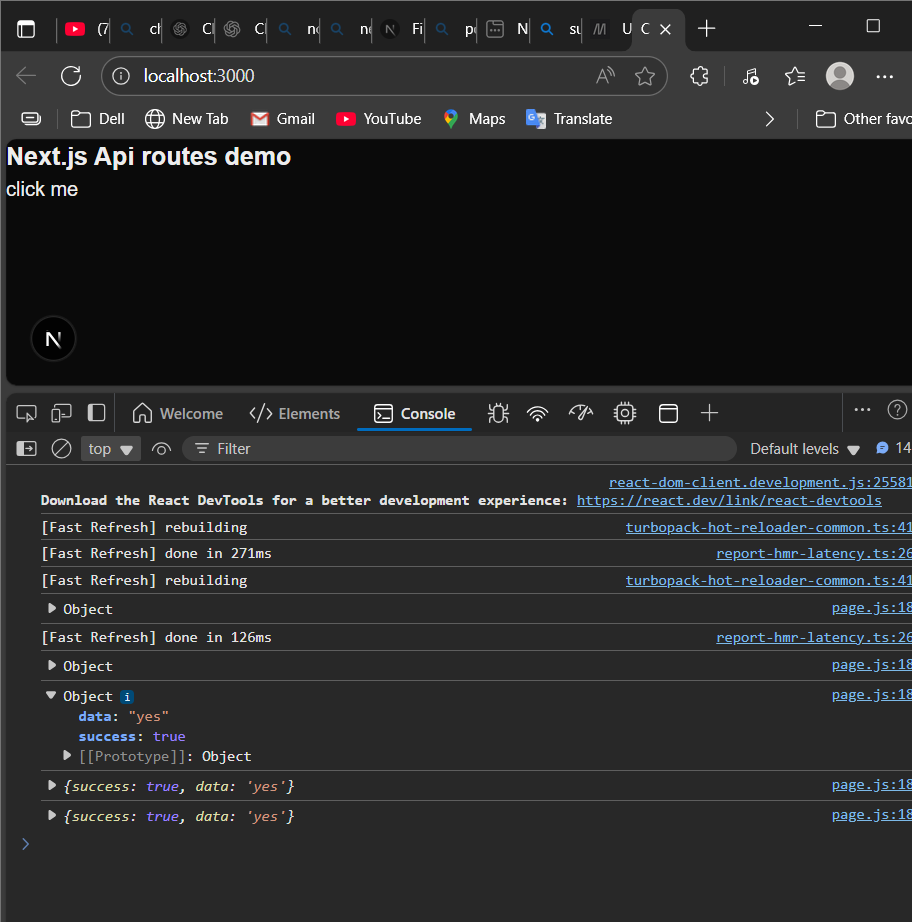 (7 cl Cl Cl no ne Fi pe N su U C
localhost:3000
Dell New Tab Gmail YouTube Maps Translate Other favo
Next.js Api routes demo
click me
N
Welcome Elements Console
top Filter Default levels 14
react-dom-client.development.js:25581
Download the React DevTools for a better development experience: https://react.dev/link/react-devtools
[Fast Refresh] rebuilding turbopack-hot-reloader-common.ts:41
[Fast Refresh] done in 271ms report-hmr-latency.ts:26
[Fast Refresh] rebuilding turbopack-hot-reloader-common.ts:41
Object page.js:18
[Fast Refresh] done in 126ms report-hmr-latency.ts:26
Object page.js:18
Object i page.js:18
data: "yes"
success: true
[[Prototype]]: Object
{success: true, data: 'yes'} page.js:18
{success: true, data: 'yes'} page.js:18